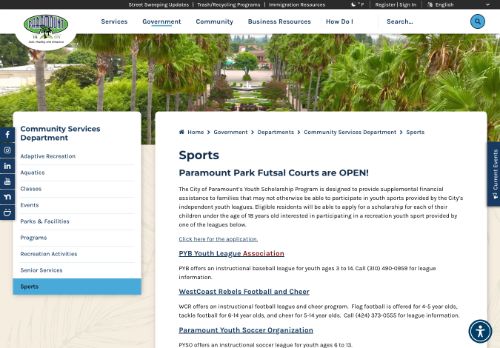 Street Sweeping Updates | Trash/Recycling Programs | Immigration Resources
°F
Register | Sign In
English
PARAMOUNT
Services
Government
Community
Business Resources
How Do I
Search...
Community Services
Department
Adaptive Recreation
Aquatics
Classes
Events
Parks & Facilities
Programs
Recreation Activities
Senior Services
Sports
Home > Government > Departments > Community Services Department > Sports
Sports
Paramount Park Futsal Courts are OPEN!
The City of Paramount's Youth Scholarship Program is designed to provide supplemental financial
assistance to families that may not otherwise be able to participate in youth sports provided by the City's
independent youth leagues. Eligible residents will be able to apply for a scholarship for each of their
children under the age of 18 years old interested in participating in a recreation youth sport provided by
one of the leagues below.
Click here for the application.
PYB Youth League Association
PYB offers an instructional baseball league for youth ages 3 to 14. Call (310) 490-0959 for league
information.
WestCoast Rebels Football and Cheer
WCR offers an instructional football league and cheer program. Flag football is offered for 4-5 year olds,
tackle football for 6-14 year olds, and cheer for 5-14 year olds. Call (424) 373-0555 for league information.
Paramount Youth Soccer Organization
PYSO offers an instructional soccer league for youth ages 6 to 13.
Current Events